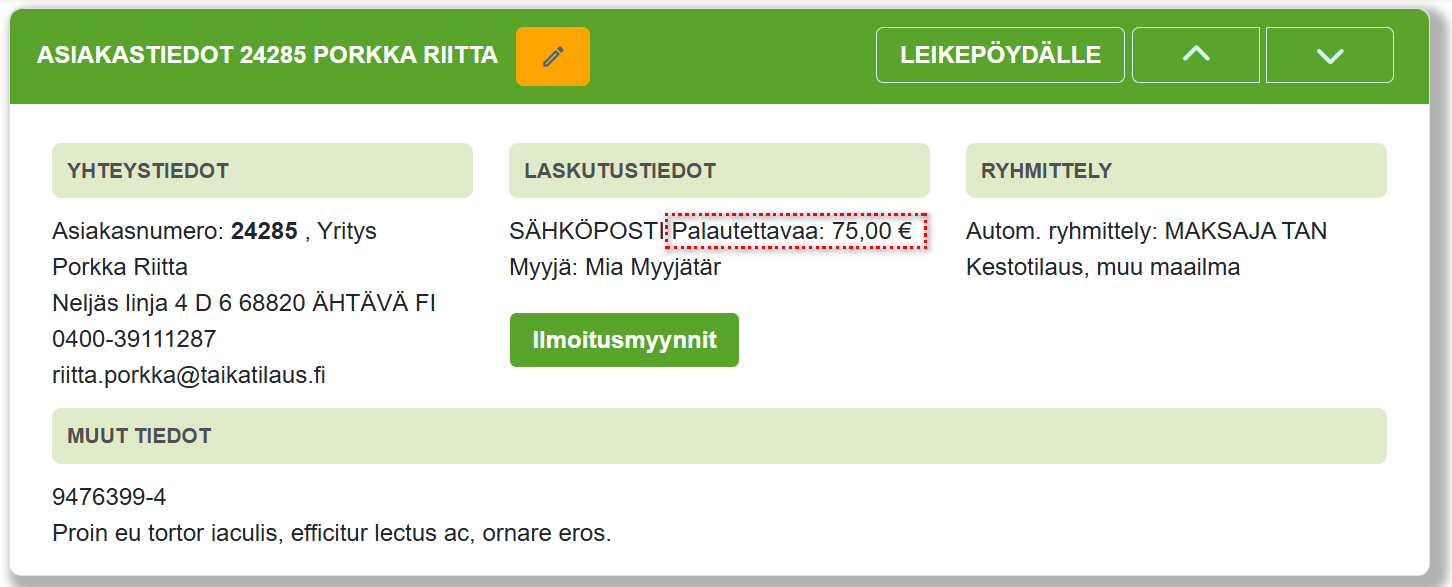 ASIAKASTIEDOT 24285 PORKKA RIITTA
LEIKEPÖYDÄLLE
YHTEYSTIEDOT
Asiakasnumero: 24285 , Yritys
Porkka Riitta
Neljäs linja 4 D 6 68820 ÄHTÄVÄ FI
0400-39111287
riitta.porkka@taikatilaus.fi
LASKUTUSTIEDOT
SÄHKÖPOSTI Palautettavaa: 75,00 €
Myyjä: Mia Myyjätär
Ilmoitusmyynnit
RYHMITTELY
Autom. ryhmittely: MAKSAJA TAN
Kestotilaus, muu maailma
MUUT TIEDOT
9476399-4
Proin eu tortor iaculis, efficitur lectus ac, ornare eros.